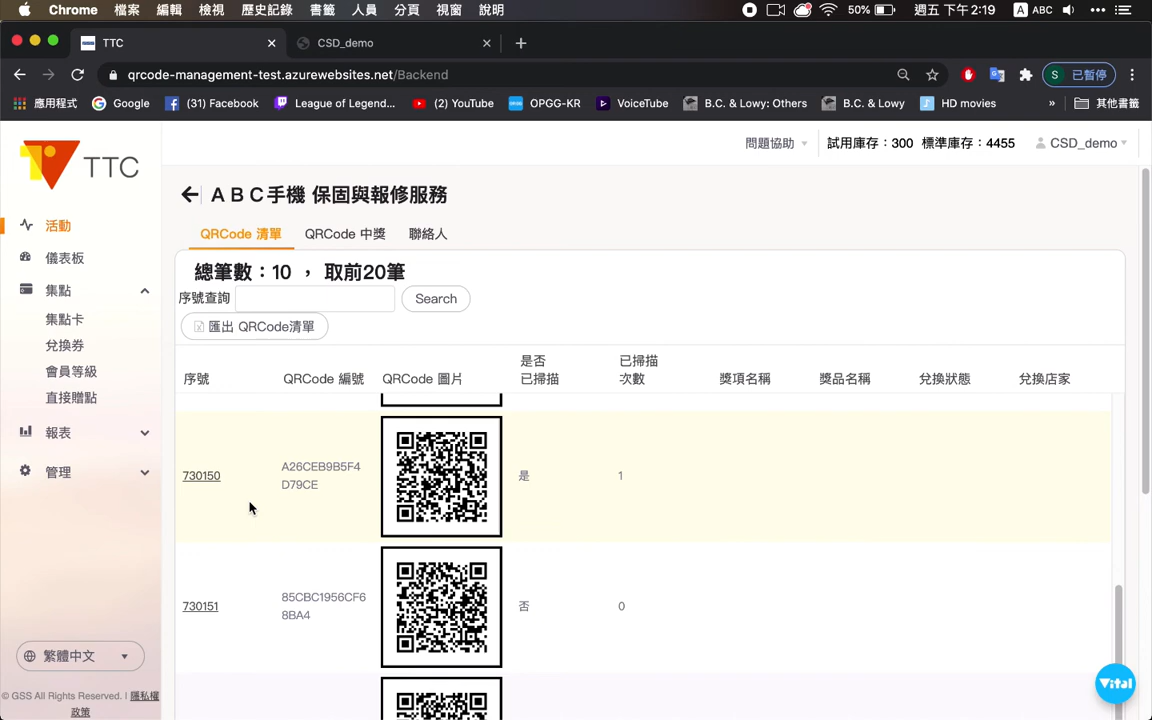 Chrome 檔案 編輯 檢視 歷史記錄 書籤 人員 分頁 視窗 說明 50% 週五 下午2:19 A ABC
TTC CSD_demo
qrcode-management-test.azurewebsites.net/Backend S 已暫停
應用程式 Google (31) Facebook League of Legend... (2) YouTube OPGG-KR VoiceTube B.C. & Lowy: Others B.C. & Lowy HD movies » 其他書籤
TTC
問題協助 試用庫存：300 標準庫存：4455 CSD_demo
ＡＢＣ手機 保固與報修服務
QRCode 清單 QRCode 中獎 聯絡人
總筆數：10 ， 取前20筆
序號查詢 Search
匯出 QRCode清單
序號 QRCode 編號 QRCode 圖片 是否已掃描 已掃描次數 獎項名稱 獎品名稱 兌換狀態 兌換店家
730150 A26CEB9B5F4D79CE 是 1
730151 85CBC1956CF68BA4 否 0
活動
儀表板
集點
集點卡
兌換券
會員等級
直接贈點
報表
管理
繁體中文
© GSS All Rights Reserved. | 隱私權
政策
Vital